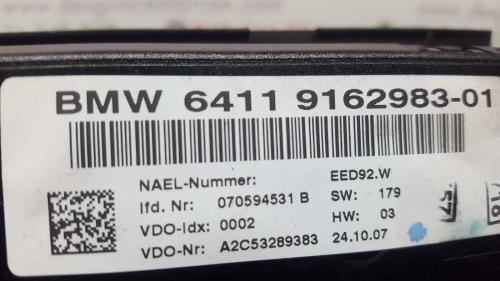 BMW 6411 9162983-01
NAEL-Nummer: EED92.W
lfd. Nr: 070594531 B SW: 179
VDO-Idx: 0002 HW: 03
VDO-Nr: A2C53289383 24.10.07